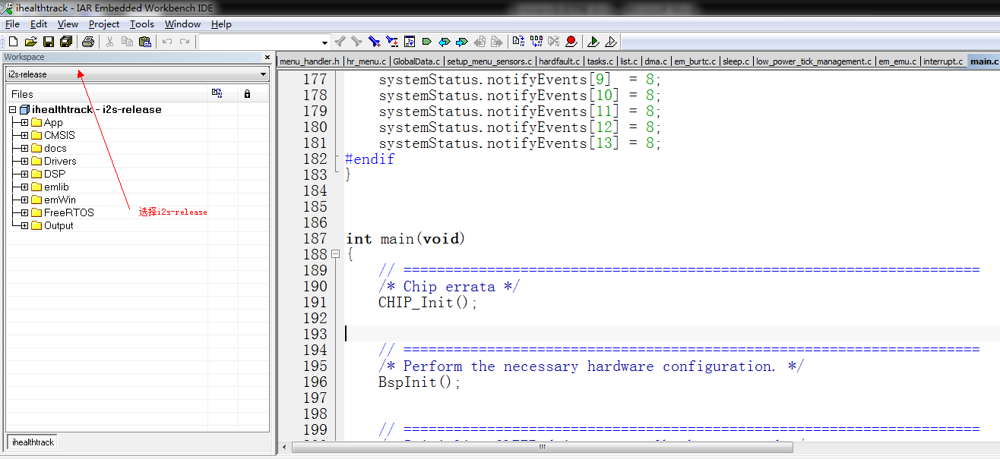 ihealthtrack - IAR Embedded Workbench IDE
File Edit View Project Tools Window Help
Workspace
menu_handler.h hr_menu.c GlobalData.c setup_menu_sensors.c hardfault.c tasks.c list.c dma.c em_burtc.c sleep.c low_power_tick_management.c em_emu.c interrupt.c main.c
i2s-release
Files
ihealthtrack - i2s-release
App
CMSIS
docs
Drivers
DSP
emlib
emWin
FreeRTOS
Output
选择i2s-release
ihealthtrack
177 systemStatus.notifyEvents[9] = 8;
178 systemStatus.notifyEvents[10] = 8;
179 systemStatus.notifyEvents[11] = 8;
180 systemStatus.notifyEvents[12] = 8;
181 systemStatus.notifyEvents[13] = 8;
182 #endif
183 }
184
185
186
187 int main(void)
188 {
189 // =====================================================================
190 /* Chip errata */
191 CHIP_Init();
192
193
194 // =====================================================================
195 /* Perform the necessary hardware configuration. */
196 BspInit();
197
198
199 // =====================================================================